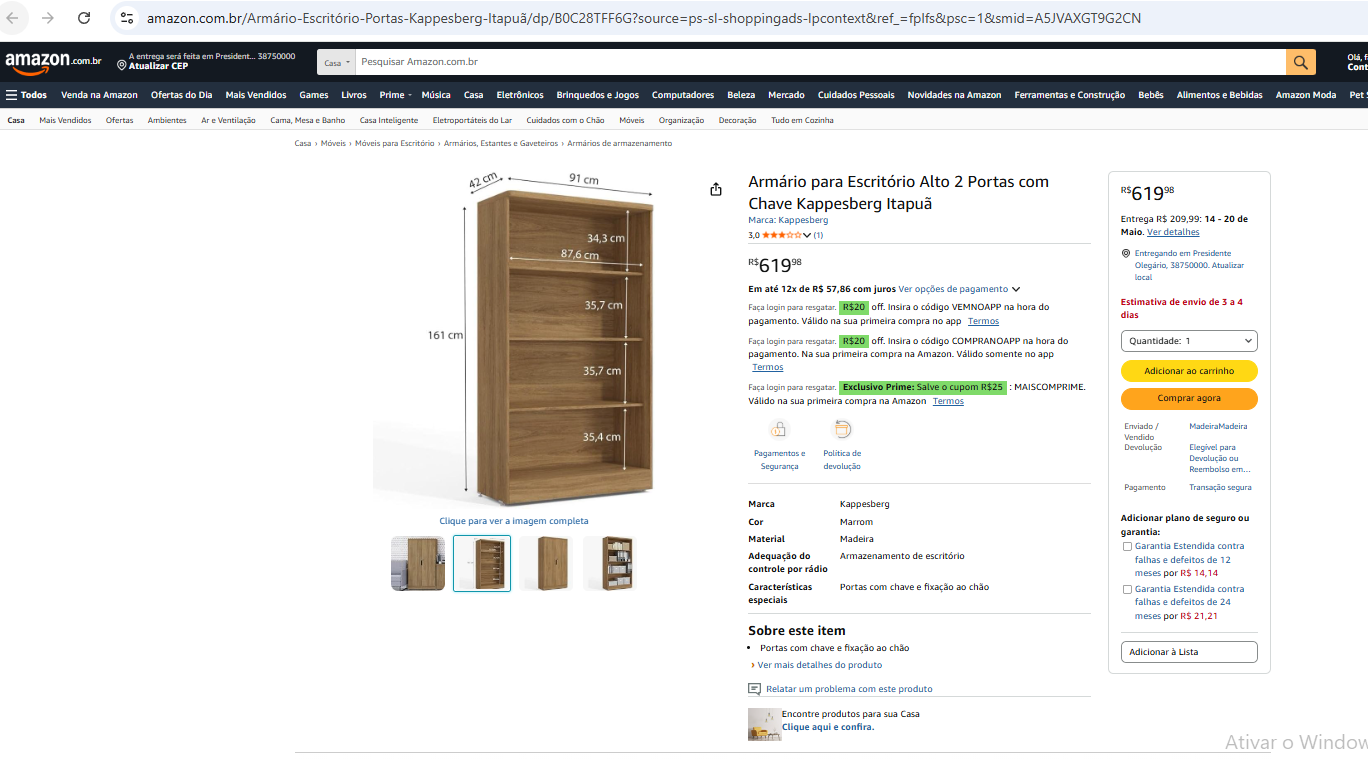 amazon.com.br/Armário-Escritório-Portas-Kappesberg-Itapuã/dp/B0C28TFF6G?source=ps-sl-shoppingads-lpcontext&ref_=fplfs&psc=1&smid=A5JVAXGT9G2CN
amazon.com.br
A entrega será feita em President... 38750000
Atualizar CEP
Casa
Pesquisar Amazon.com.br
Olá, f
Cont
Todos Venda na Amazon Ofertas do Dia Mais Vendidos Games Livros Prime Música Casa Eletrônicos Brinquedos e Jogos Computadores Beleza Mercado Cuidados Pessoais Novidades na Amazon Ferramentas e Construção Bebês Alimentos e Bebidas Amazon Moda Pet S
Casa Mais Vendidos Ofertas Ambientes Ar e Ventilação Cama, Mesa e Banho Casa Inteligente Eletroportáteis do Lar Cuidados com o Chão Móveis Organização Decoração Tudo em Cozinha
Casa › Móveis › Móveis para Escritório › Armários, Estantes e Gaveteiros › Armários de armazenamento
42 cm
91 cm
34,3 cm
87,6 cm
35,7 cm
161 cm
35,7 cm
35,4 cm
Clique para ver a imagem completa
Armário para Escritório Alto 2 Portas com
Chave Kappesberg Itapuã
Marca: Kappesberg
3,0 (1)
R$61998
Em até 12x de R$ 57,86 com juros Ver opções de pagamento
Faça login para resgatar. R$20 off. Insira o código VEMNOAPP na hora do
pagamento. Válido na sua primeira compra no app Termos
Faça login para resgatar. R$20 off. Insira o código COMPRANOAPP na hora do
pagamento. Na sua primeira compra na Amazon. Válido somente no app
Termos
Faça login para resgatar. Exclusivo Prime: Salve o cupom R$25 : MAISCOMPRIME.
Válido na sua primeira compra na Amazon Termos
Pagamentos e
Segurança
Política de
devolução
Marca Kappesberg
Cor Marrom
Material Madeira
Adequação do
controle por rádio
Armazenamento de escritório
Características
especiais
Portas com chave e fixação ao chão
Sobre este item
• Portas com chave e fixação ao chão
› Ver mais detalhes do produto
Relatar um problema com este produto
Encontre produtos para sua Casa
Clique aqui e confira.
R$61998
Entrega R$ 209,99: 14 - 20 de
Maio. Ver detalhes
Entregando em Presidente
Olegário, 38750000. Atualizar
local
Estimativa de envio de 3 a 4
dias
Quantidade: 1
Adicionar ao carrinho
Comprar agora
Enviado /
Vendido
MadeiraMadeira
Devolução
Elegível para
Devolução ou
Reembolso em...
Pagamento Transação segura
Adicionar plano de seguro ou
garantia:
Garantia Estendida contra
falhas e defeitos de 12
meses por R$ 14,14
Garantia Estendida contra
falhas e defeitos de 24
meses por R$ 21,21
Adicionar à Lista
Ativar o Window